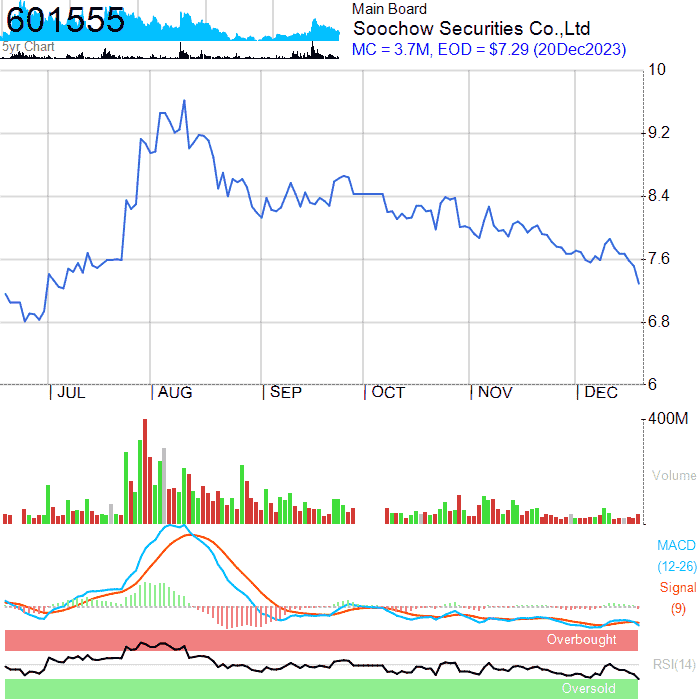 601555
5yr Chart
Main Board
Soochow Securities Co.,Ltd
MC = 3.7M, EOD = $7.29 (20Dec2023)
10
9.2
8.4
7.6
6.8
6
JUL AUG SEP OCT NOV DEC
400M
Volume
MACD
(12-26)
Signal
(9)
Overbought
RSI(14)
Oversold